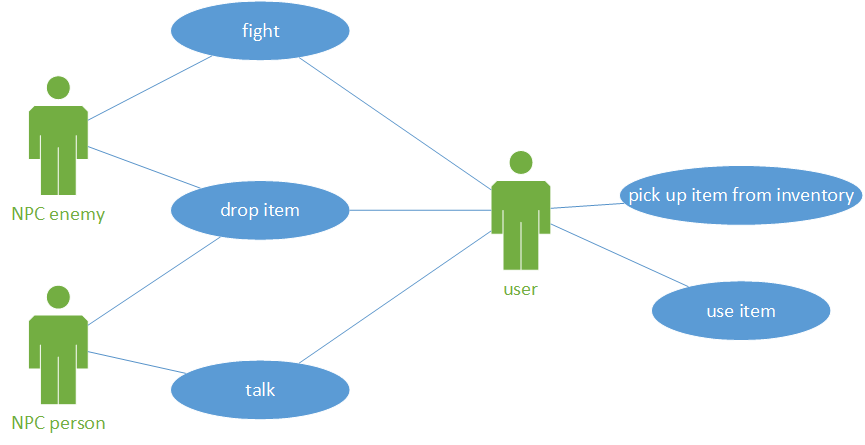 fight
NPC enemy
drop item
pick up item from inventory
user
use item
talk
NPC person